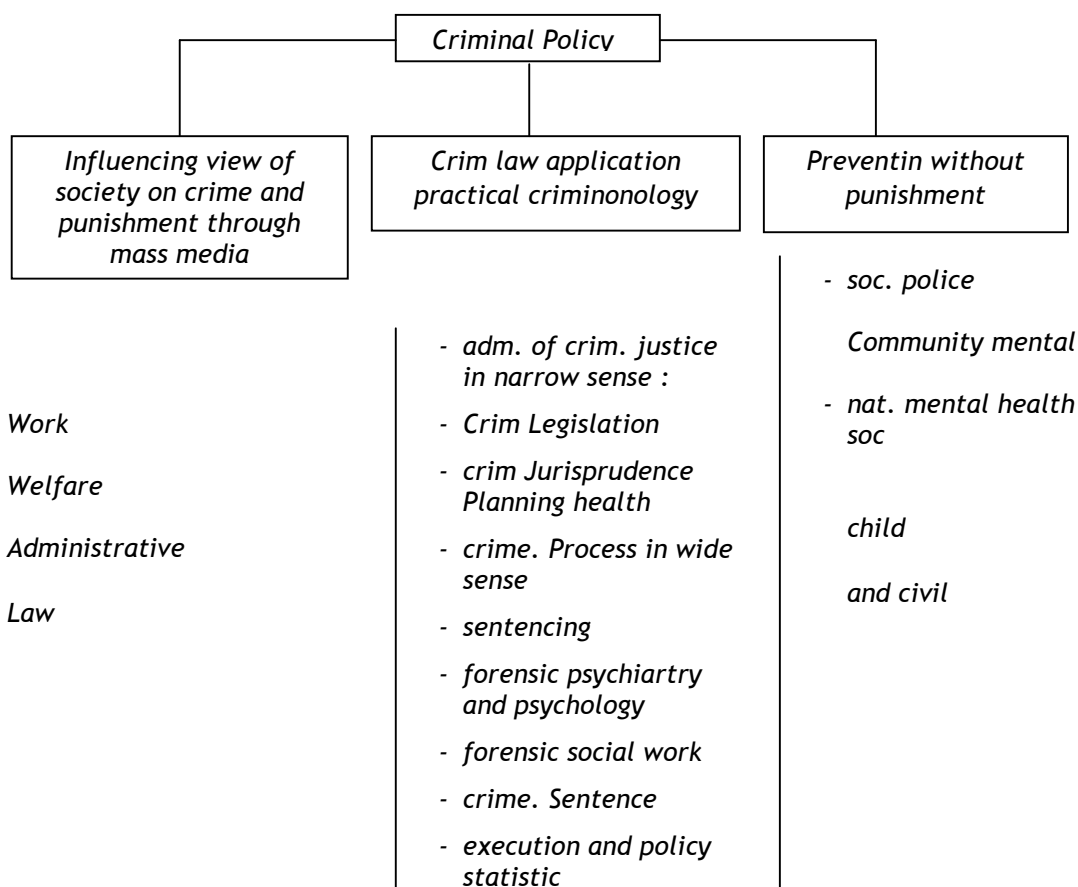 Criminal Policy
Influencing view of
society on crime and
punishment through
mass media
Crim law application
practical criminonology
Preventin without
punishment
Work
Welfare
Administrative
Law
- adm. of crim. justice
in narrow sense :
- Crim Legislation
- crim Jurisprudence
Planning health
- crime. Process in wide
sense
- sentencing
- forensic psychiartry
and psychology
- forensic social work
- crime. Sentence
- execution and policy
statistic
- soc. police
Community mental
- nat. mental health
soc
child
and civil